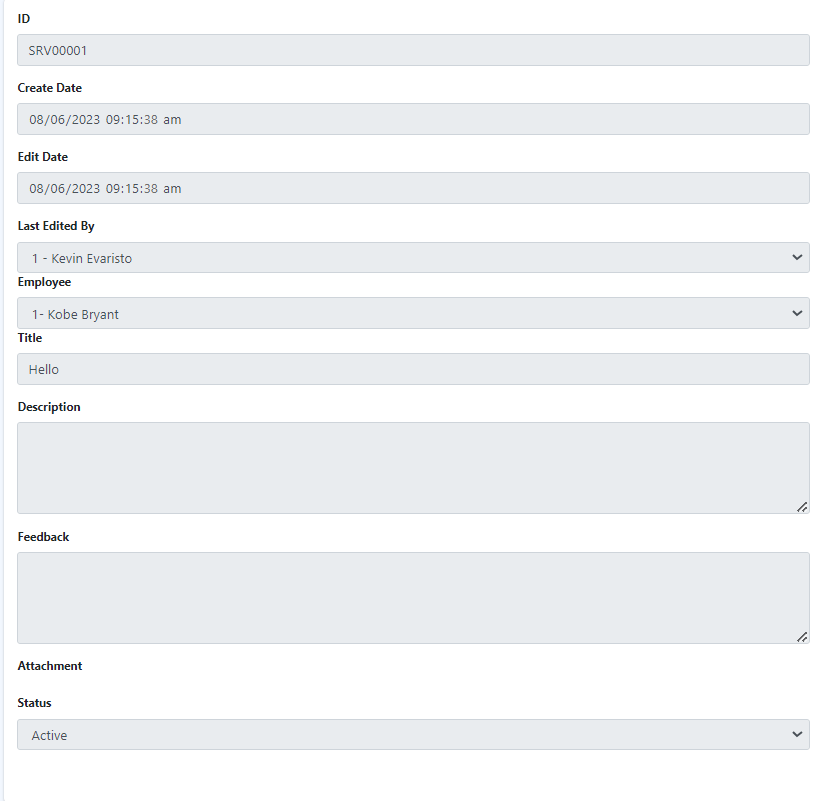 ID
SRV00001
Create Date
08/06/2023 09:15:38 am
Edit Date
08/06/2023 09:15:38 am
Last Edited By
1 - Kevin Evaristo
Employee
1- Kobe Bryant
Title
Hello
Description
Feedback
Attachment
Status
Active